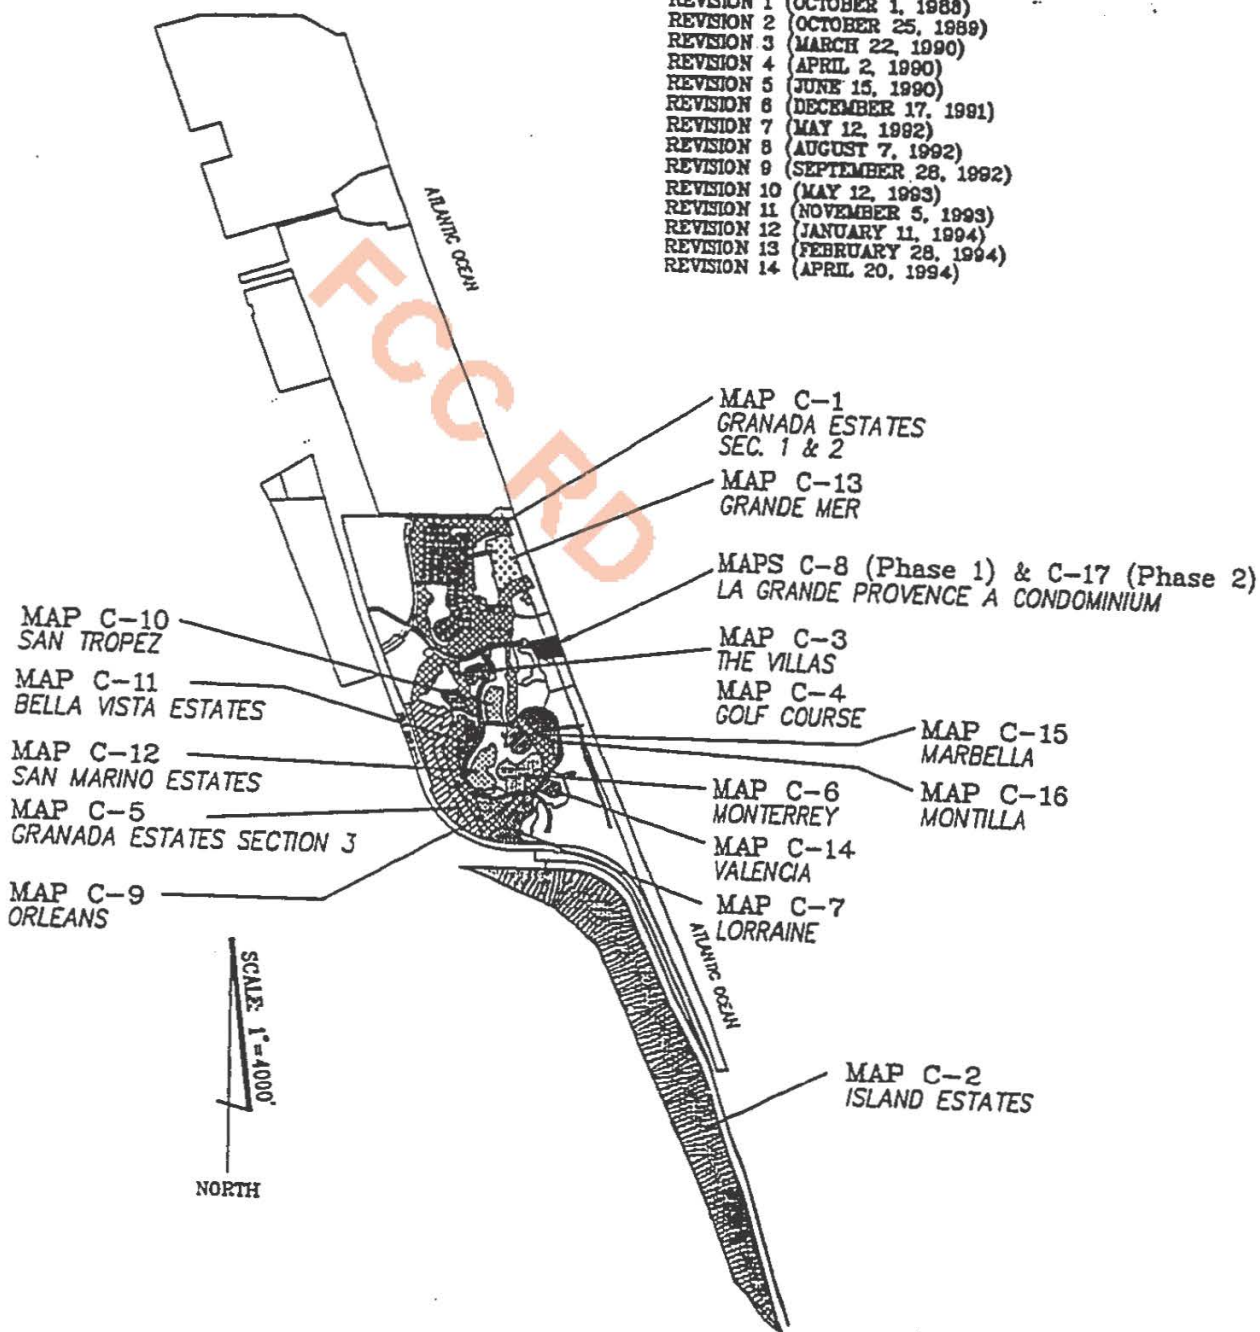 REVISION 1 (OCTOBER 1, 1988)
REVISION 2 (OCTOBER 25, 1989)
REVISION 3 (MARCH 22, 1990)
REVISION 4 (APRIL 2, 1990)
REVISION 5 (JUNE 15, 1990)
REVISION 6 (DECEMBER 17, 1991)
REVISION 7 (MAY 12, 1992)
REVISION 8 (AUGUST 7, 1992)
REVISION 9 (SEPTEMBER 28, 1992)
REVISION 10 (MAY 12, 1993)
REVISION 11 (NOVEMBER 5, 1993)
REVISION 12 (JANUARY 11, 1994)
REVISION 13 (FEBRUARY 28, 1994)
REVISION 14 (APRIL 20, 1994)
ATLANTIC OCEAN
FCC RD
MAP C-1
GRANADA ESTATES
SEC. 1 & 2
MAP C-13
GRANDE MER
MAPS C-8 (Phase 1) & C-17 (Phase 2)
LA GRANDE PROVENCE A CONDOMINIUM
MAP C-10
SAN TROPEZ
MAP C-11
BELLA VISTA ESTATES
MAP C-12
SAN MARINO ESTATES
MAP C-5
GRANADA ESTATES SECTION 3
MAP C-9
ORLEANS
MAP C-3
THE VILLAS
MAP C-4
GOLF COURSE
MAP C-15
MARBELLA
MAP C-6
MONTERREY
MAP C-16
MONTILLA
MAP C-14
VALENCIA
MAP C-7
LORRAINE
ATLANTIC OCEAN
MAP C-2
ISLAND ESTATES
SCALE: 1"=4000'
NORTH